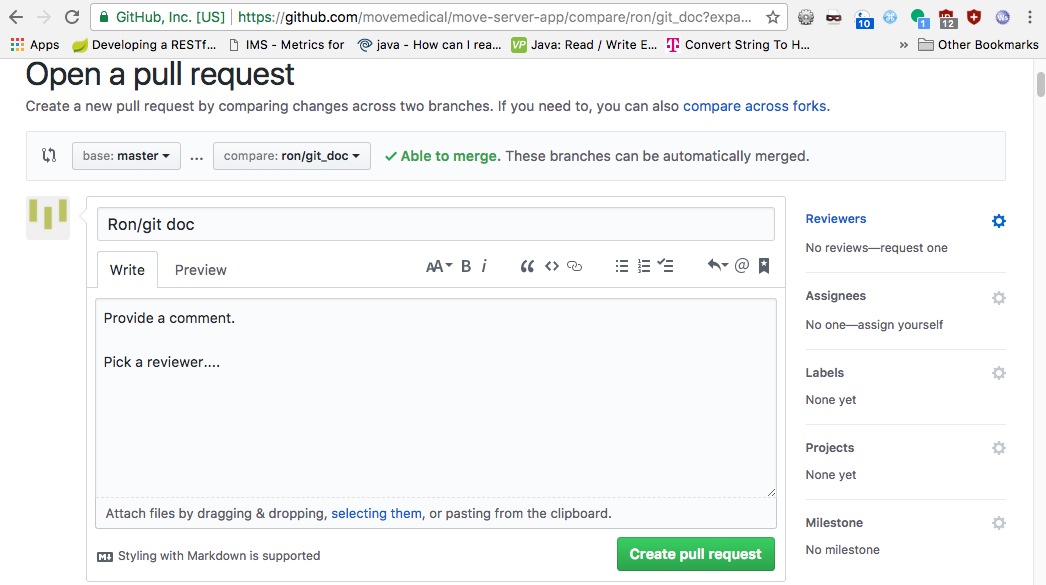 GitHub, Inc. [US] https://github.com/movemedical/move-server-app/compare/ron/git_doc?expa...
10 1 12 Ws
Apps Developing a RESTf... IMS - Metrics for java - How can I rea... VP Java: Read / Write E... T Convert String To H... » Other Bookmarks
Open a pull request
Create a new pull request by comparing changes across two branches. If you need to, you can also compare across forks.
base: master ... compare: ron/git_doc Able to merge. These branches can be automatically merged.
Ron/git doc
Write Preview AA B i “ <> @
Provide a comment.
Pick a reviewer....
Attach files by dragging & dropping, selecting them, or pasting from the clipboard.
Styling with Markdown is supported
Create pull request
Reviewers
No reviews—request one
Assignees
No one—assign yourself
Labels
None yet
Projects
None yet
Milestone
No milestone